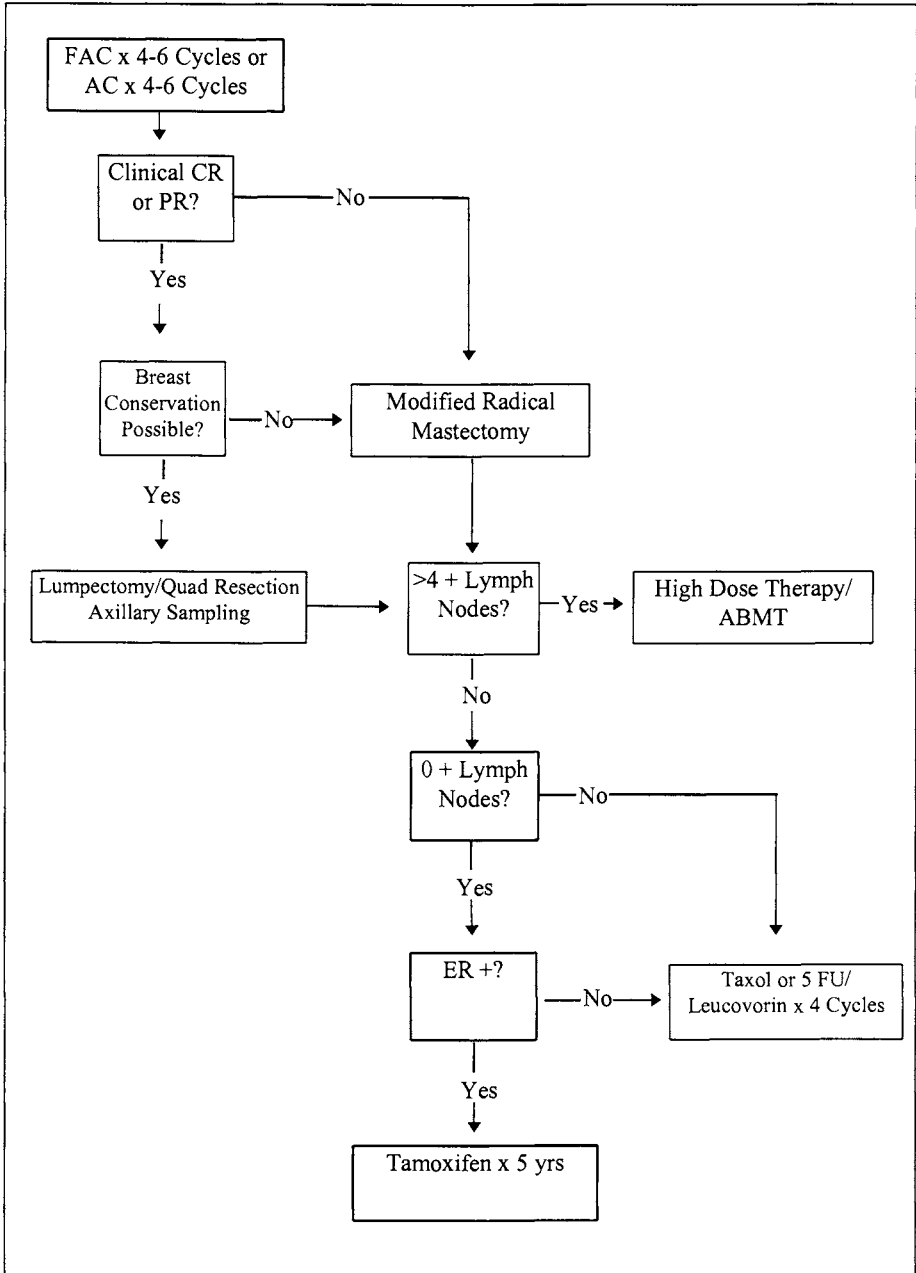 FAC x 4-6 Cycles or
AC x 4-6 Cycles
Clinical CR
or PR?
No
Yes
Breast
Conservation
Possible?
No
Modified Radical
Mastectomy
Yes
Lumpectomy/Quad Resection
Axillary Sampling
>4 + Lymph
Nodes?
Yes
High Dose Therapy/
ABMT
No
0 + Lymph
Nodes?
No
Yes
ER +?
No
Taxol or 5 FU/
Leucovorin x 4 Cycles
Yes
Tamoxifen x 5 yrs